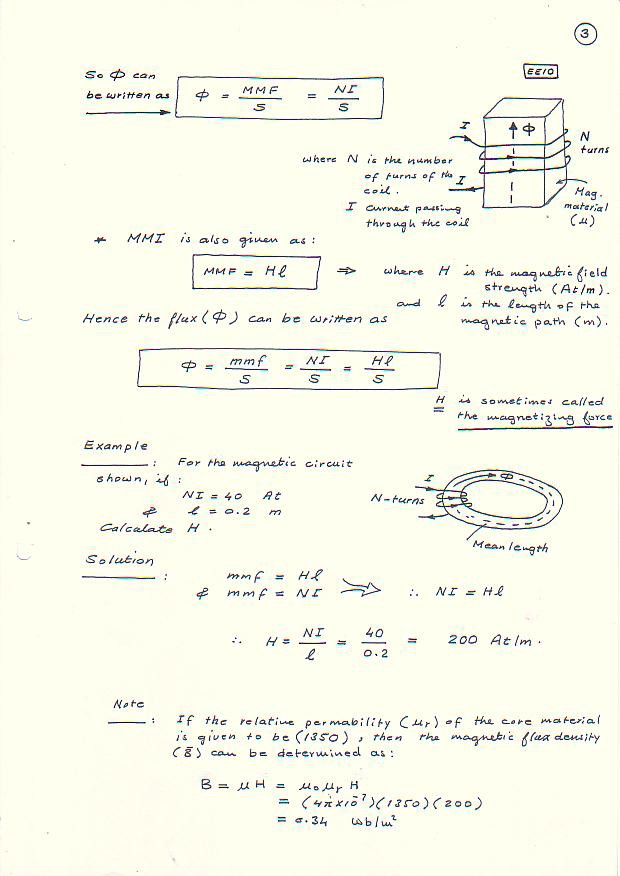 3
EE10
So Φ can
be written as
Φ = MMF/S = NI/S
I
Φ
N
turns
I
Mag.
material
(μ)
where N is the number
of turns of the
coil.
I Current passing
through the coil
* MMI is also given as:
MMF = Hl ⇒ where H is the magnetic field
strength (At/m).
and l is the length of the
magnetic path (m).
Hence the flux (Φ) can be written as
Φ = mmf/S = NI/S = Hl/S
H is sometimes called
the magnetizing force
Example
: For the magnetic circuit
shown, if:
NI = 40 At
& l = 0.2 m
Calculate H.
I
Φ
N-turns
Mean length
Solution
: mmf = Hl
& mmf = NI
∴ NI = Hl
∴ H = NI/l = 40/0.2 = 200 At/m.
Note
: If the relative permability (μr) of the core material
is given to be (1350), then the magnetic flux density
(B) can be determined as:
B = μH = μ₀μr H
= (4π×10⁻⁷)(1350)(200)
= 0.34 wb/m²